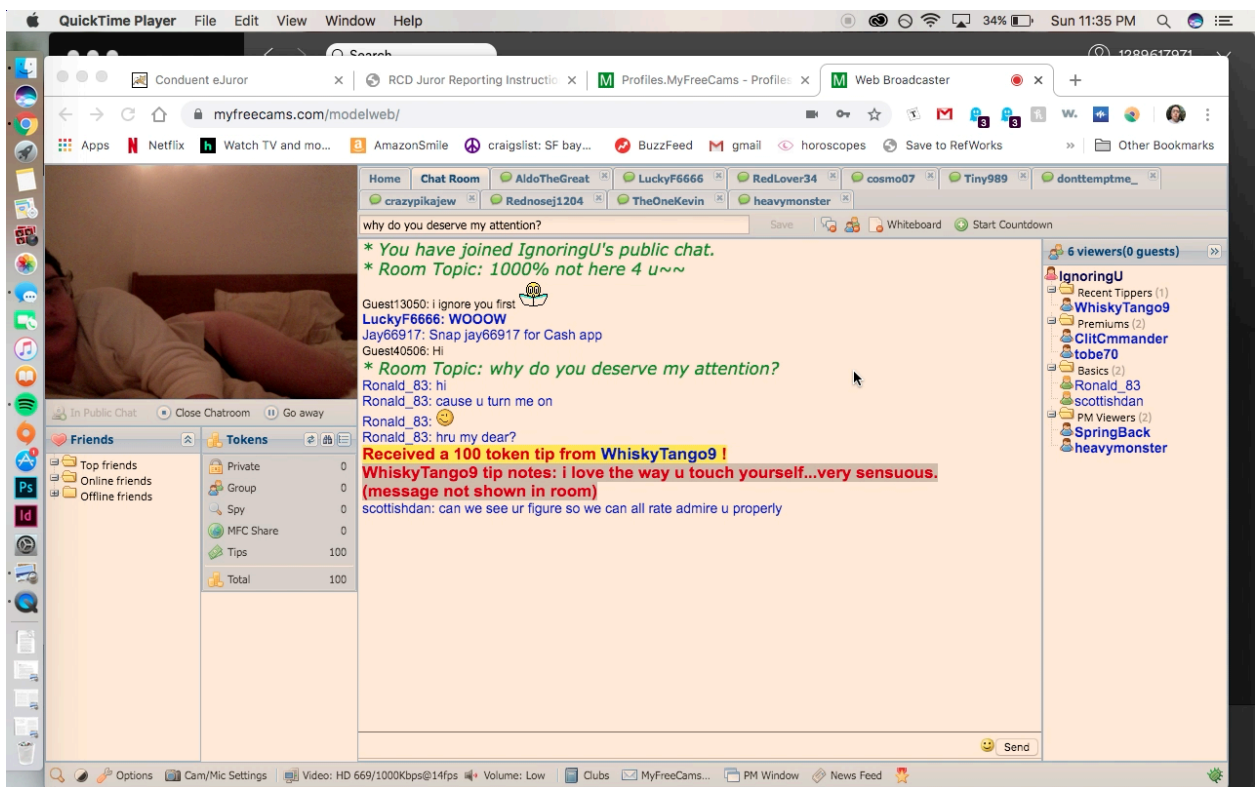 QuickTime Player File Edit View Window Help 34% Sun 11:35 PM
Search 1289617971
Conduent eJuror RCD Juror Reporting Instructio Profiles.MyFreeCams - Profiles Web Broadcaster
myfreecams.com/modelweb/
Apps Netflix Watch TV and mo... AmazonSmile craigslist: SF bay... BuzzFeed gmail horoscopes Save to RefWorks » Other Bookmarks
Home Chat Room AldoTheGreat LuckyF6666 RedLover34 cosmo07 Tiny989 donttemptme_
crazypikajew Rednosej1204 TheOneKevin heavymonster
why do you deserve my attention? Save Whiteboard Start Countdown
* You have joined IgnoringU's public chat.
* Room Topic: 1000% not here 4 u~~
Guest13050: i ignore you first
LuckyF6666: WOOOW
Jay66917: Snap jay66917 for Cash app
Guest40506: Hi
* Room Topic: why do you deserve my attention?
Ronald_83: hi
Ronald_83: cause u turn me on
Ronald_83:
Ronald_83: hru my dear?
Received a 100 token tip from WhiskyTango9 !
WhiskyTango9 tip notes: i love the way u touch yourself...very sensuous.
(message not shown in room)
scottishdan: can we see ur figure so we can all rate admire u properly
Send
6 viewers(0 guests)
IgnoringU
Recent Tippers (1)
WhiskyTango9
Premiums (2)
ClitCmmander
tobe70
Basics (2)
Ronald_83
scottishdan
PM Viewers (2)
SpringBack
heavymonster
In Public Chat Close Chatroom Go away
Friends
Top friends
Online friends
Offline friends
Tokens
Private 0
Group 0
Spy 0
MFC Share 0
Tips 100
Total 100
Options Cam/Mic Settings Video: HD 669/1000Kbps@14fps Volume: Low Clubs MyFreeCams... PM Window News Feed
Ps
Id